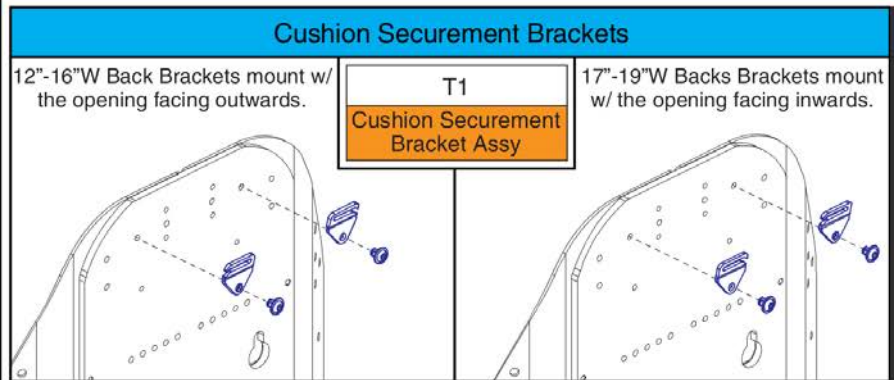 Cushion Securement Brackets
12”-16”W Back Brackets mount w/
the opening facing outwards.
T1
Cushion Securement
Bracket Assy
17”-19”W Backs Brackets mount
w/ the opening facing inwards.